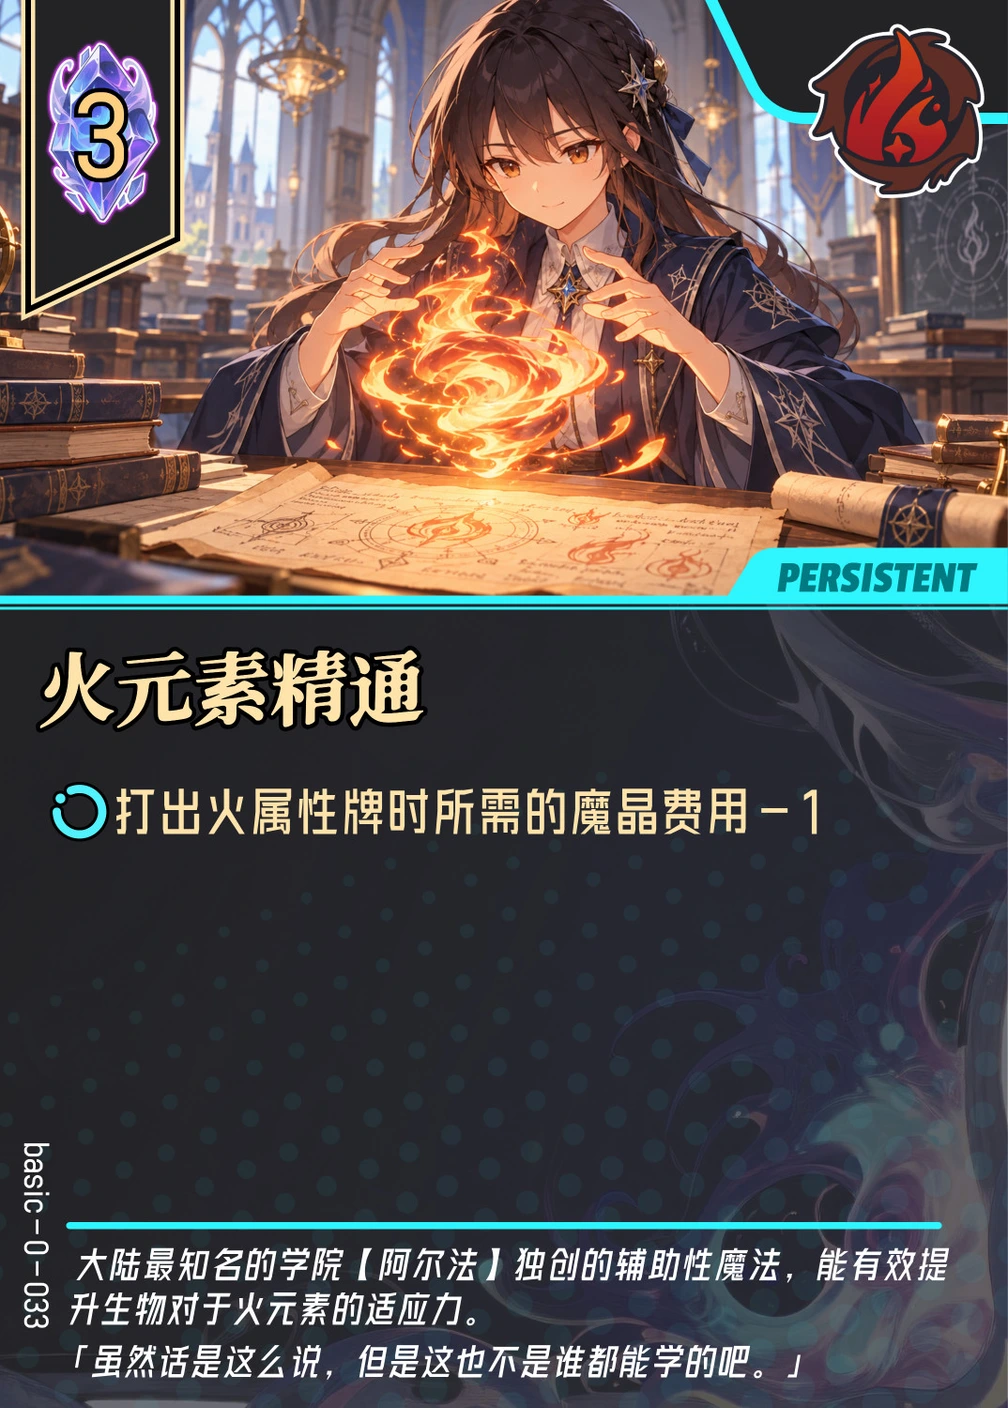 3
PERSISTENT
火元素精通
打出火属性牌时所需的魔晶费用－1
basic－0－033
大陆最知名的学院【阿尔法】独创的辅助性魔法，能有效提
升生物对于火元素的适应力。
「虽然话是这么说，但是这也不是谁都能学的吧。」